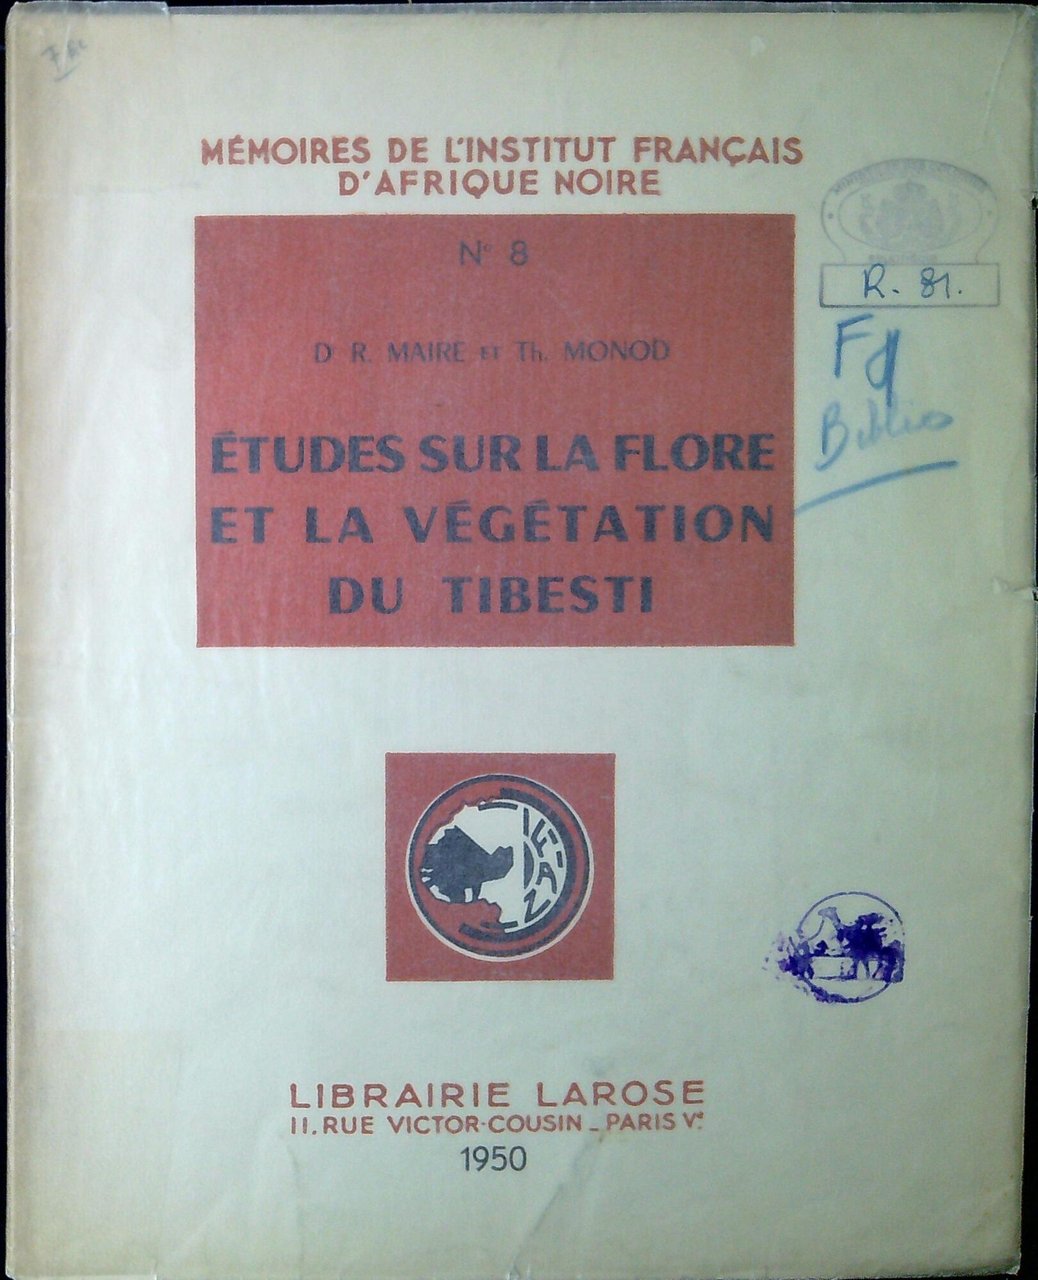 MÉMOIRES DE L'INSTITUT FRANÇAIS
D'AFRIQUE NOIRE
N° 8
D R. MAIRE ET Th. MONOD
ÉTUDES SUR LA FLORE
ET LA VÉGÉTATION
DU TIBESTI
R. 81.
Biblio
IFAN
LIBRAIRIE LAROSE
11. RUE VICTOR-COUSIN _ PARIS Ve
1950